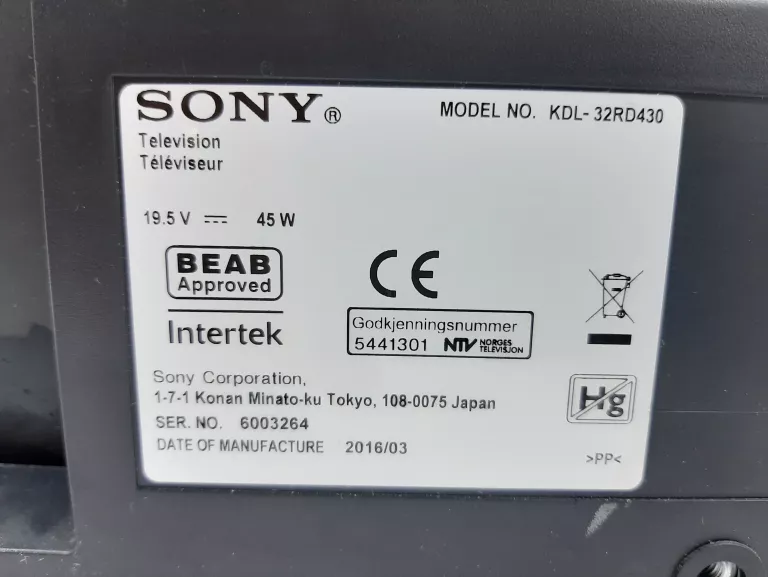 SONY®
MODEL NO. KDL-32RD430
Television
Téléviseur
19.5 V ⎓ 45 W
BEAB
Approved
Intertek
CE
Godkjenningsnummer
5441301 NTV NORGES
TELEVISJON
Hg
Sony Corporation,
1-7-1 Konan Minato-ku Tokyo, 108-0075 Japan
SER. NO. 6003264
DATE OF MANUFACTURE 2016/03
>PP<